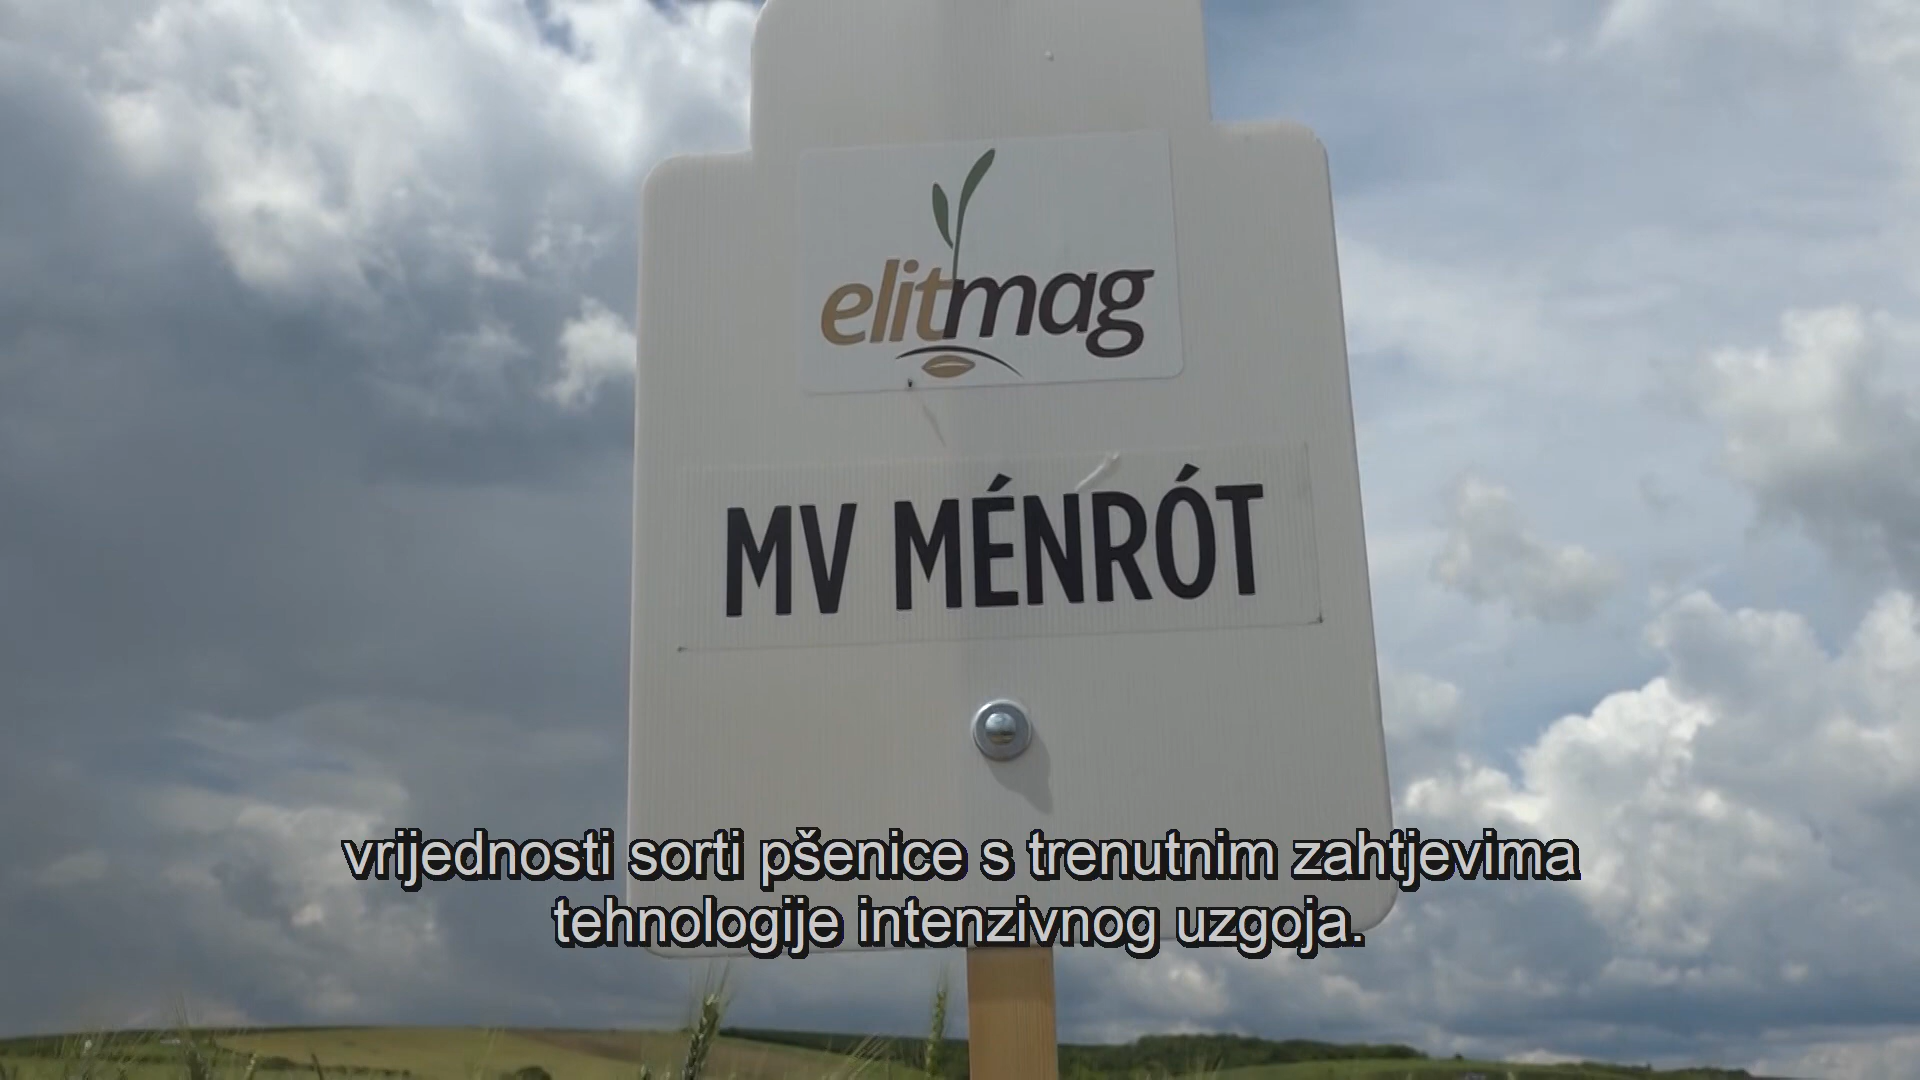 elitmag
MV MÉNRÓT
vrijednosti sorti pšenice s trenutnim zahtjevima
tehnologije intenzivnog uzgoja.